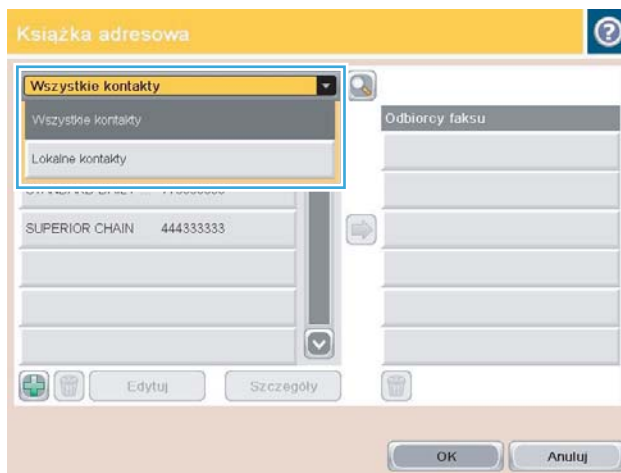 Książka adresowa
Wszystkie kontakty
Wszystkie kontakty
Odbiorcy faksu
Lokalne kontakty
SUPERIOR CHAIN 444333333
Edytuj
Szczegóły
OK
Anuluj